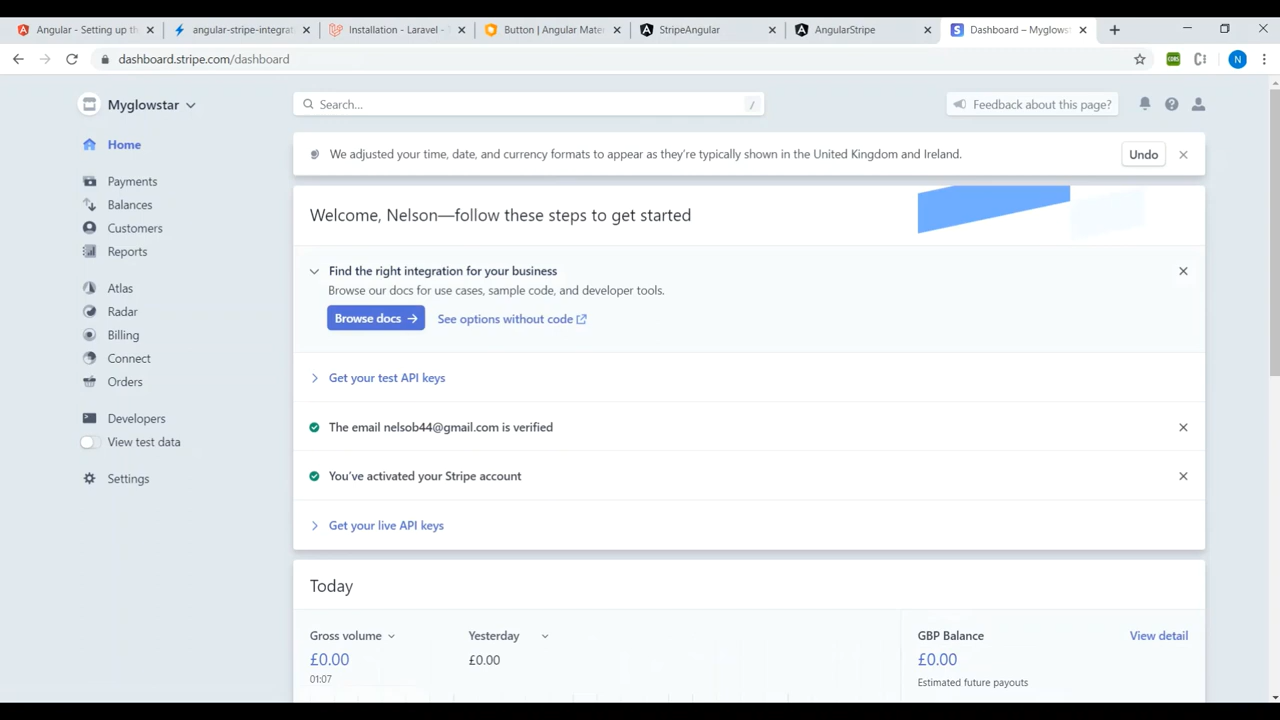 Angular - Setting up th
angular-stripe-integrat
Installation - Laravel -
Button | Angular Mater
StripeAngular
AngularStripe
Dashboard – Myglowst
dashboard.stripe.com/dashboard
N
Myglowstar
Search...
/
Feedback about this page?
Home
Payments
Balances
Customers
Reports
Atlas
Radar
Billing
Connect
Orders
Developers
View test data
Settings
We adjusted your time, date, and currency formats to appear as they're typically shown in the United Kingdom and Ireland.
Undo
Welcome, Nelson—follow these steps to get started
Find the right integration for your business
Browse our docs for use cases, sample code, and developer tools.
Browse docs →
See options without code
Get your test API keys
The email nelsob44@gmail.com is verified
You've activated your Stripe account
Get your live API keys
Today
Gross volume
£0.00
01:07
Yesterday
£0.00
GBP Balance
View detail
£0.00
Estimated future payouts